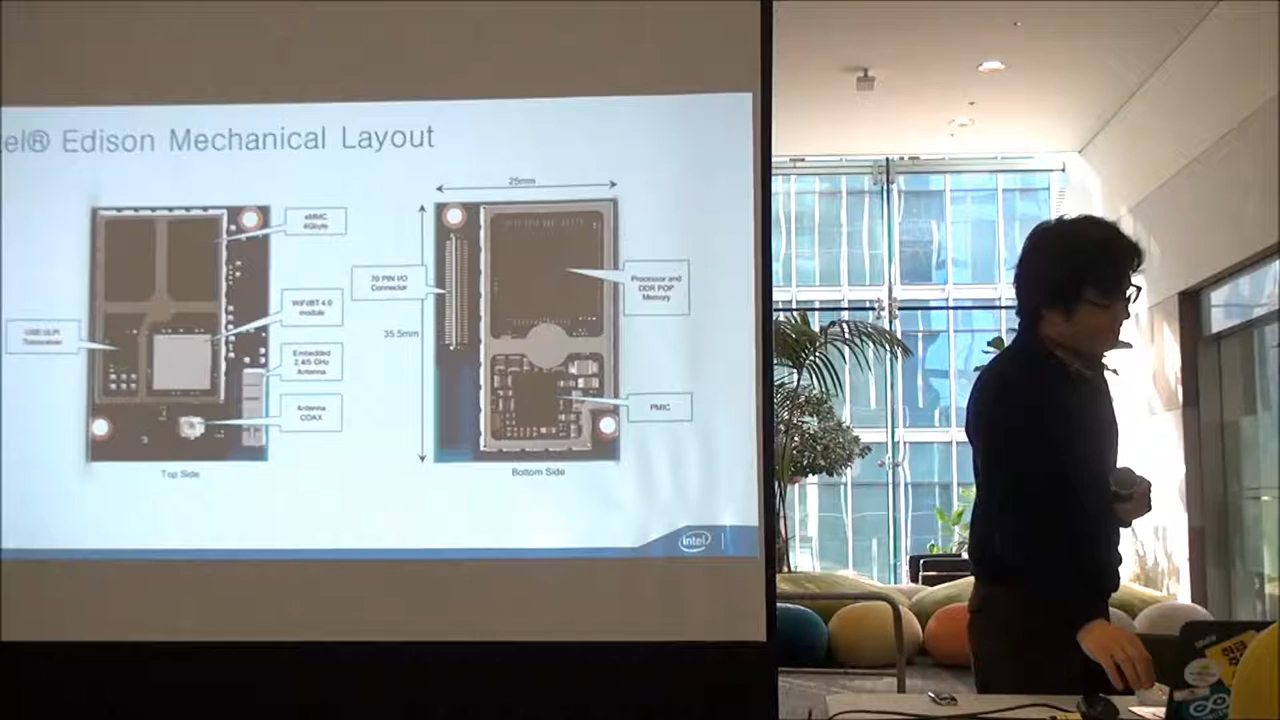 tel® Edison Mechanical Layout
25mm
eMMC
4Gbyte
70 PIN I/O
Connector
Processor and
DDR POP
Memory
WiFi/BT 4.0
module
USB ULPI
Transceiver
35.5mm
Embedded
2.4/5 GHz
Antenna
Antenna
COAX
PMIC
Top Side
Bottom Side
intel